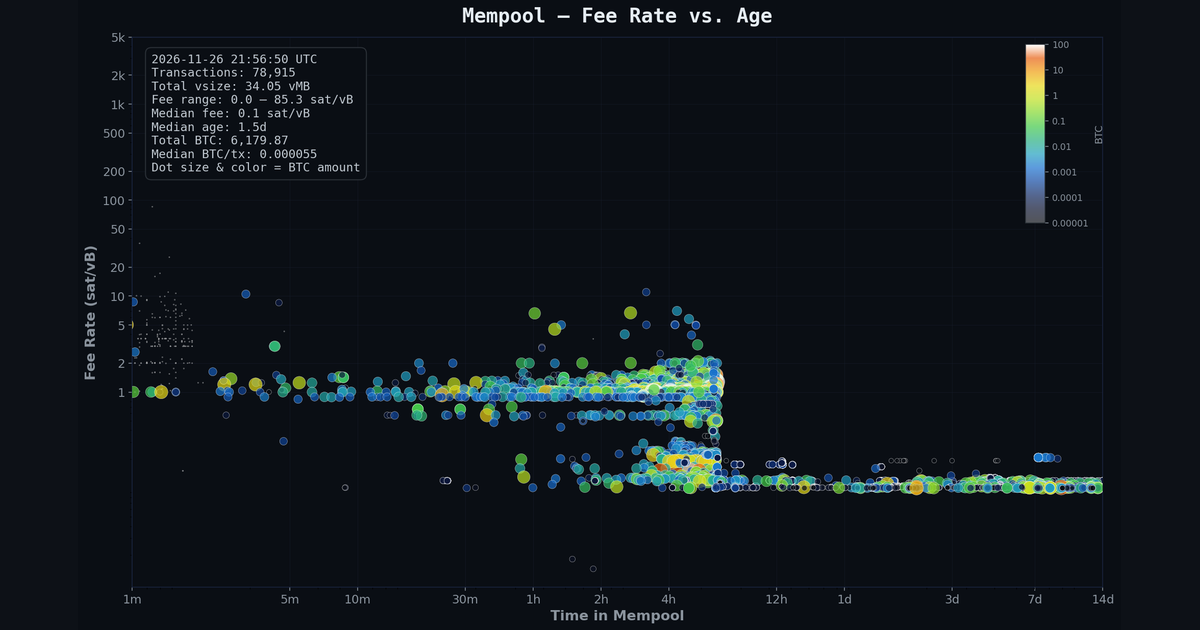 Mempool — Fee Rate vs. Age
2026-11-26 21:56:50 UTC
Transactions: 78,915
Total vsize: 34.05 vMB
Fee range: 0.0 – 85.3 sat/vB
Median fee: 0.1 sat/vB
Median age: 1.5d
Total BTC: 6,179.87
Median BTC/tx: 0.000055
Dot size & color = BTC amount
100
10
1
0.1
0.01
0.001
0.0001
0.00001
BTC
Fee Rate (sat/vB)
5k
2k
1k
500
200
100
50
20
10
5
2
1
1m 5m 10m 30m 1h 2h 4h 12h 1d 3d 7d 14d
Time in Mempool